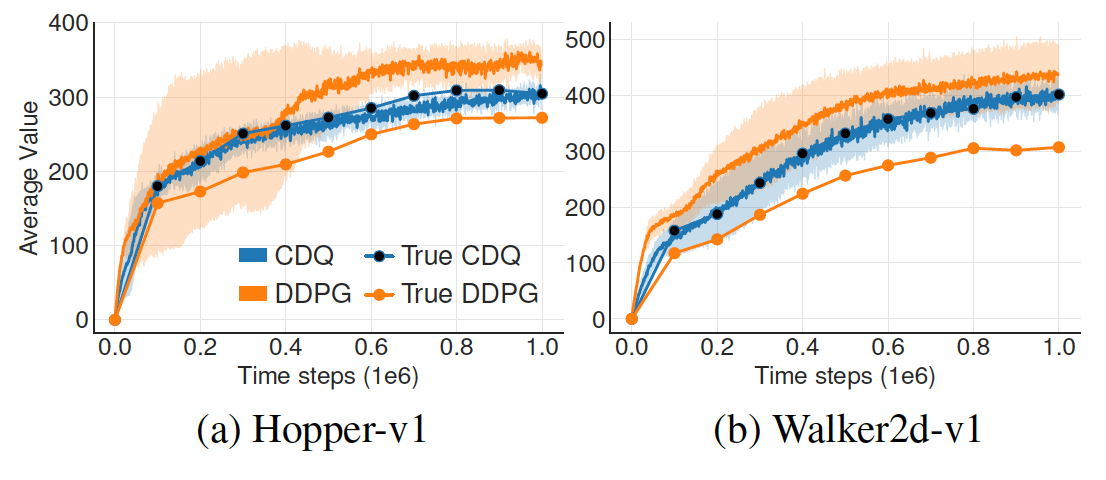 Average Value
400
300
200
100
0
0.0 0.2 0.4 0.6 0.8 1.0
Time steps (1e6)
CDQ True CDQ
DDPG True DDPG
(a) Hopper-v1
500
400
300
200
100
0
0.0 0.2 0.4 0.6 0.8 1.0
Time steps (1e6)
(b) Walker2d-v1